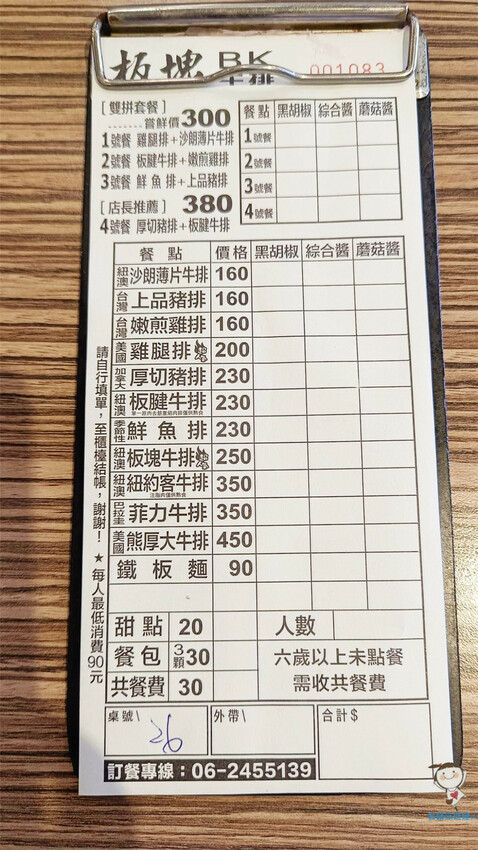 板塊 BK
牛排
001083
[ 雙拼套餐 ]
........ 嘗鮮價 300
1號餐 雞腿排+沙朗薄片牛排
2號餐 板腱牛排+嫩煎雞排
3號餐 鮮 魚 排+上品豬排
[ 店長推薦 ] 380
4號餐 厚切豬排+板腱牛排
餐 點 黑胡椒 綜合醬 蘑菇醬
1號餐
2號餐
3號餐
4號餐
餐 點 價 格 黑胡椒 綜合醬 蘑菇醬
紐澳 沙朗薄片牛排 160
台灣 上品豬排 160
台灣 嫩煎雞排 160
美國 雞腿排 200
加拿大 厚切豬排 230
紐澳 板腱牛排 230
季節性 鮮 魚 排 230
紐澳 板塊牛排 250
紐澳 紐約客牛排 350
巴拉圭 菲力牛排 350
美國 熊厚大牛排 450
鐵 板 麵 90
甜 點 20 人數
餐 包 3顆 30 六歲以上未點餐
共餐費 30 需收共餐費
桌號\ 26 外帶\ 合計$
訂餐專線:06-2455139
請自行填單,至櫃檯結帳,謝謝! ★ 每人最低消費90元